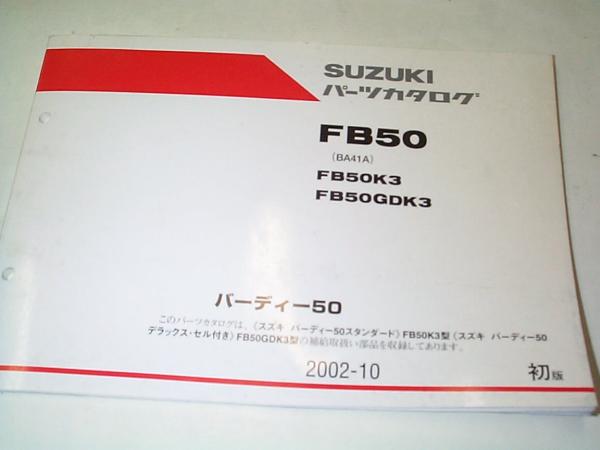 SUZUKI
パーツカタログ
FB50
(BA41A)
FB50K3
FB50GDK3
バーディー50
このパーツカタログは、《スズキ バーディー50スタンダード》FB50K3型《スズキ バーディー50
デラックス・セル付き》FB50GDK3型の補給取扱い部品を収録してあります。
2002-10
初版